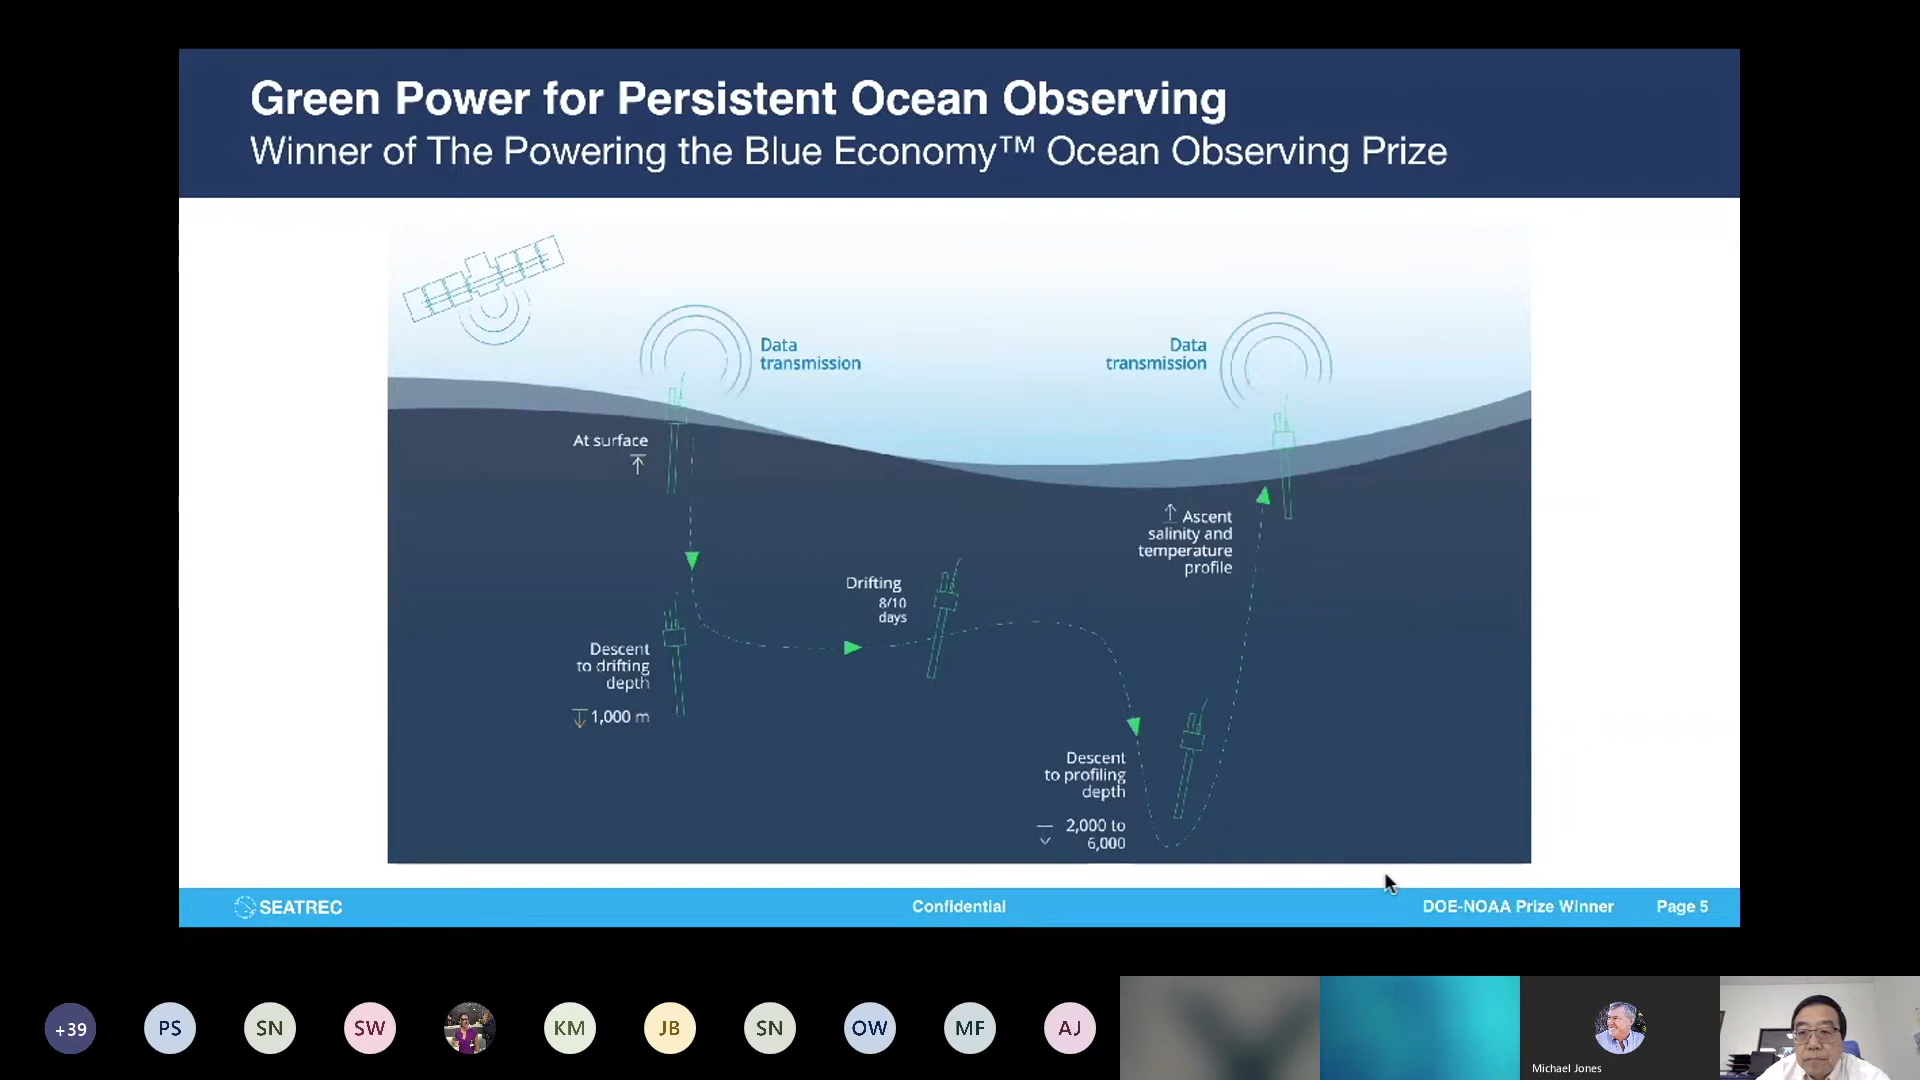 Green Power for Persistent Ocean Observing
Winner of The Powering the Blue Economy™ Ocean Observing Prize
Data
transmission
Data
transmission
At surface
Ascent
salinity and
temperature
profile
Drifting
8/10
days
Descent
to drifting
depth
1,000 m
Descent
to profiling
depth
2,000 to
6,000
SEATREC
Confidential
DOE-NOAA Prize Winner
Page 5
+39
PS
SN
SW
KM
JB
SN
OW
MF
AJ
Michael Jones